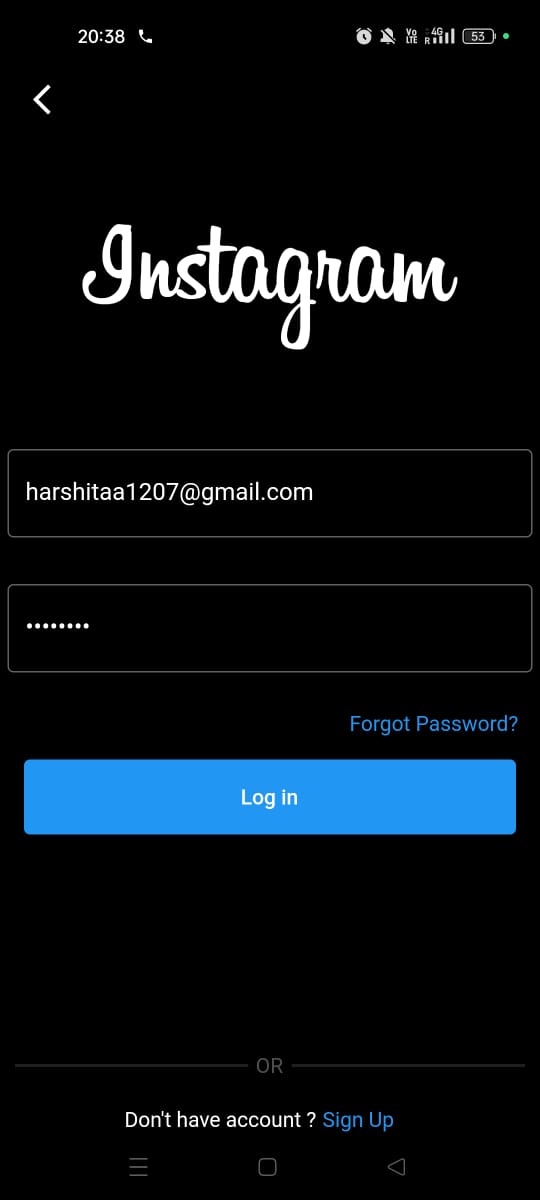 20:38 Vo LTE R 4G 53
Instagram
harshitaa1207@gmail.com
••••••••
Forgot Password?
Log in
OR
Don't have account ? Sign Up